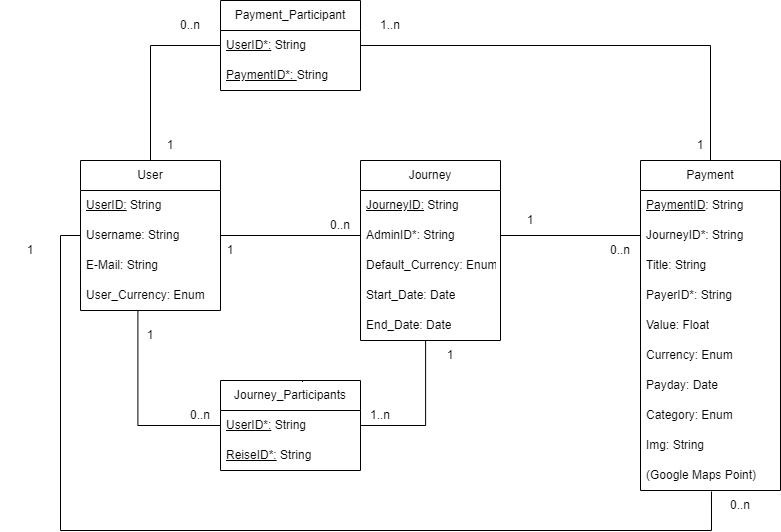 Payment_Participant
0..n
1..n
UserID*: String
PaymentID*: String
1
1
User
Journey
Payment
UserID: String
JourneyID: String
PaymentID: String
Username: String
AdminID*: String
JourneyID*: String
0..n
1
1
1
0..n
E-Mail: String
Default_Currency: Enum
Title: String
User_Currency: Enum
Start_Date: Date
PayerID*: String
End_Date: Date
Value: Float
1
1
Currency: Enum
Journey_Participants
Payday: Date
0..n
1..n
Category: Enum
UserID*: String
Img: String
ReiseID*: String
(Google Maps Point)
0..n